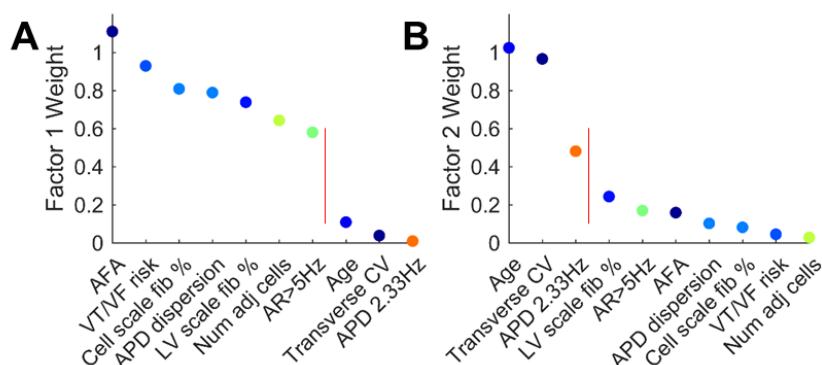 A
Factor 1 Weight
1
0.8
0.6
0.4
0.2
0
AFA
VT/VF risk
Cell scale fib %
APD dispersion
LV scale fib %
Num adj cells
AR>5Hz
Age
Transverse CV
APD 2.33Hz
B
Factor 2 Weight
1
0.8
0.6
0.4
0.2
0
Age
Transverse CV
APD 2.33Hz
LV scale fib %
AR>5Hz
AFA
APD dispersion
Cell scale fib %
VT/VF risk
Num adj cells